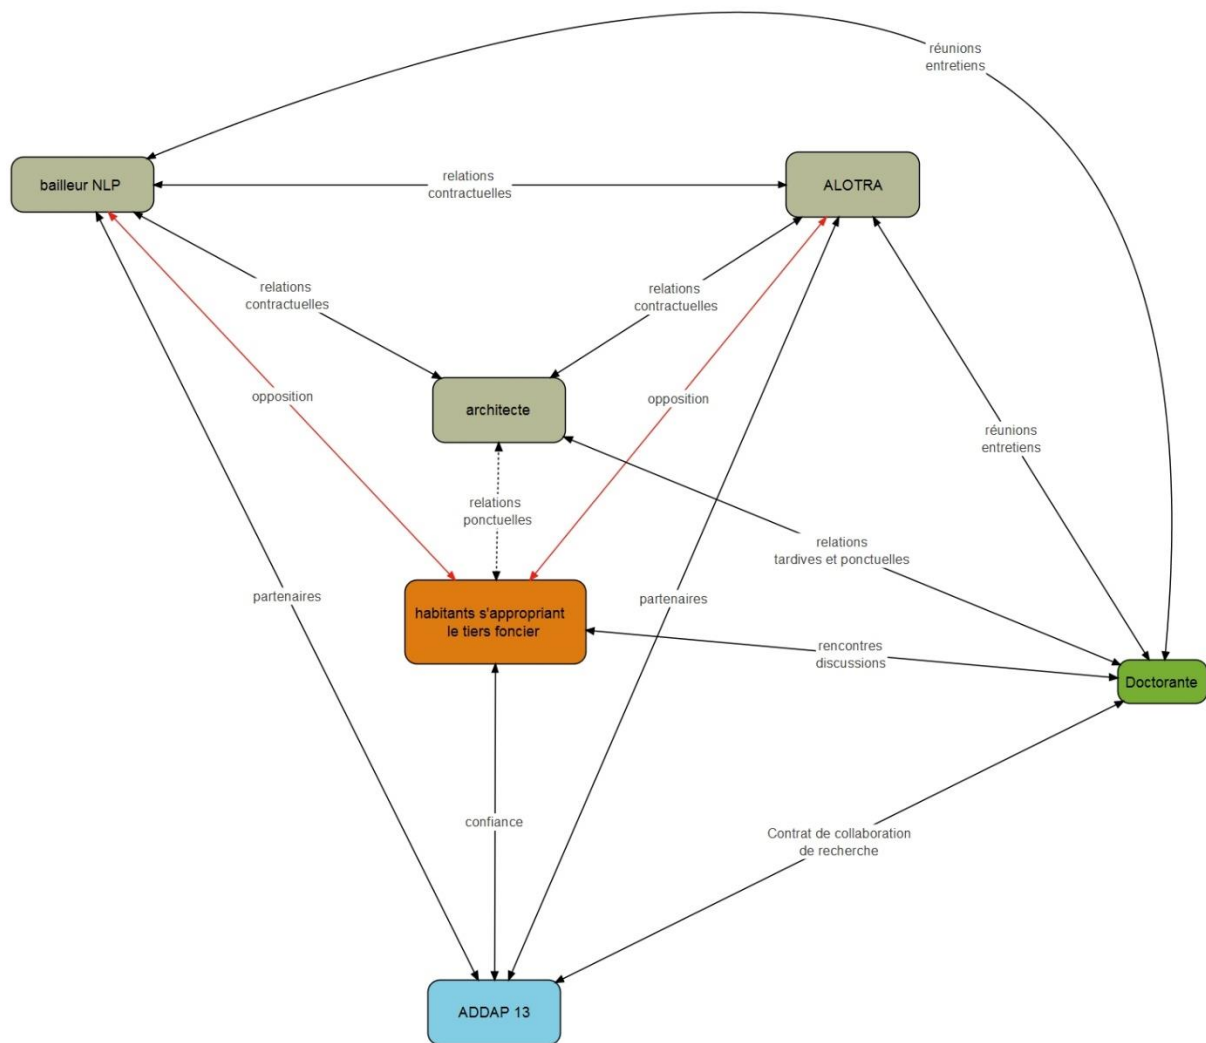 réunions
entretiens
bailleur NLP
ALOTRA
relations
contractuelles
relations
contractuelles
relations
contractuelles
opposition
opposition
architecte
réunions
entretiens
relations
ponctuelles
relations
tardives et ponctuelles
partenaires
partenaires
habitants s'appropriant
le tiers foncier
rencontres
discussions
Doctorante
confiance
Contrat de collaboration
de recherche
ADDAP 13